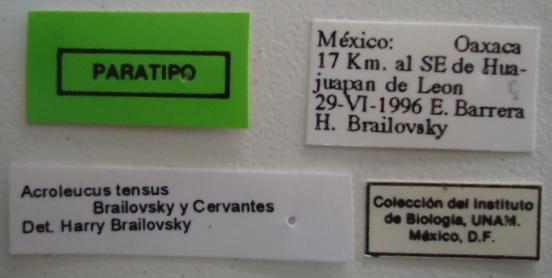 PARATIPO
México: Oaxaca
17 Km. al SE de Hua-
juapan de Leon
29-VI-1996 E. Barrera
H. Brailovsky
Acroleucus tensus
Brailovsky y Cervantes
Det. Harry Brailovsky
Colección del Instituto
de Biología, UNAM.
México, D.F.